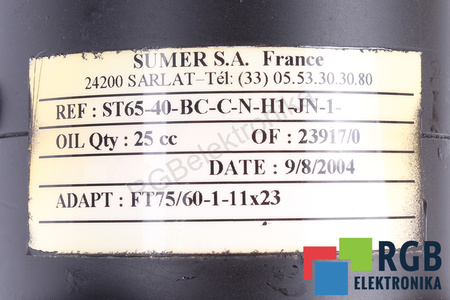 SUMER S.A. France
24200 SARLAT-Tél: (33) 05.53.30.30.80
REF : ST65-40-BC-C-N-H1-JN-1-
OIL Qty : 25 cc OF : 23917/0
DATE : 9/8/2004
ADAPT : FT75/60-1-11x23
RGBelektronika
RGB
ELEKTRONIKA